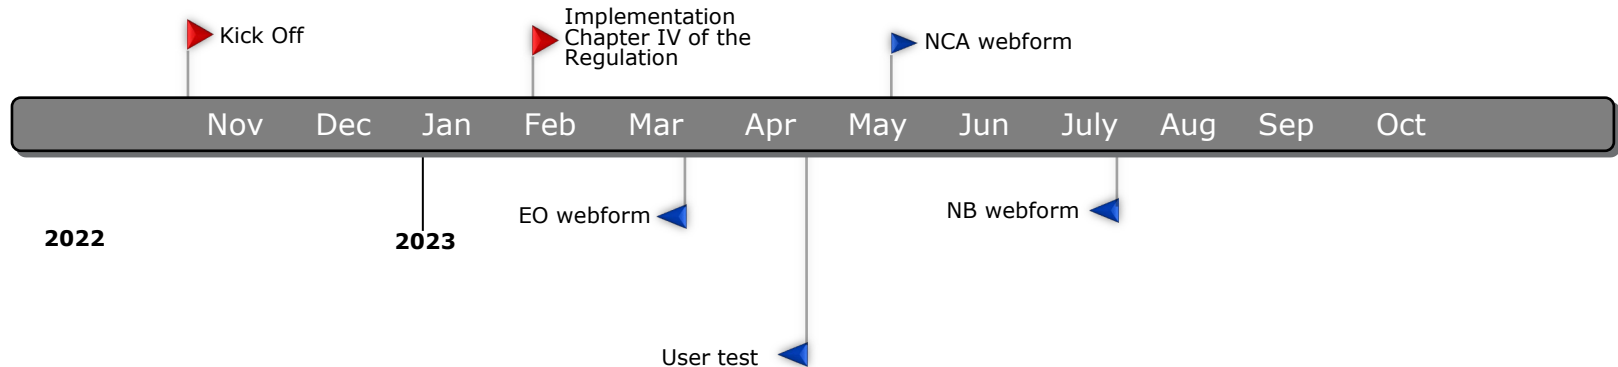 Kick Off
Implementation
Chapter IV of the
Regulation
NCA webform
Nov Dec Jan Feb Mar Apr May Jun July Aug Sep Oct
EO webform
NB webform
2022
2023
User test